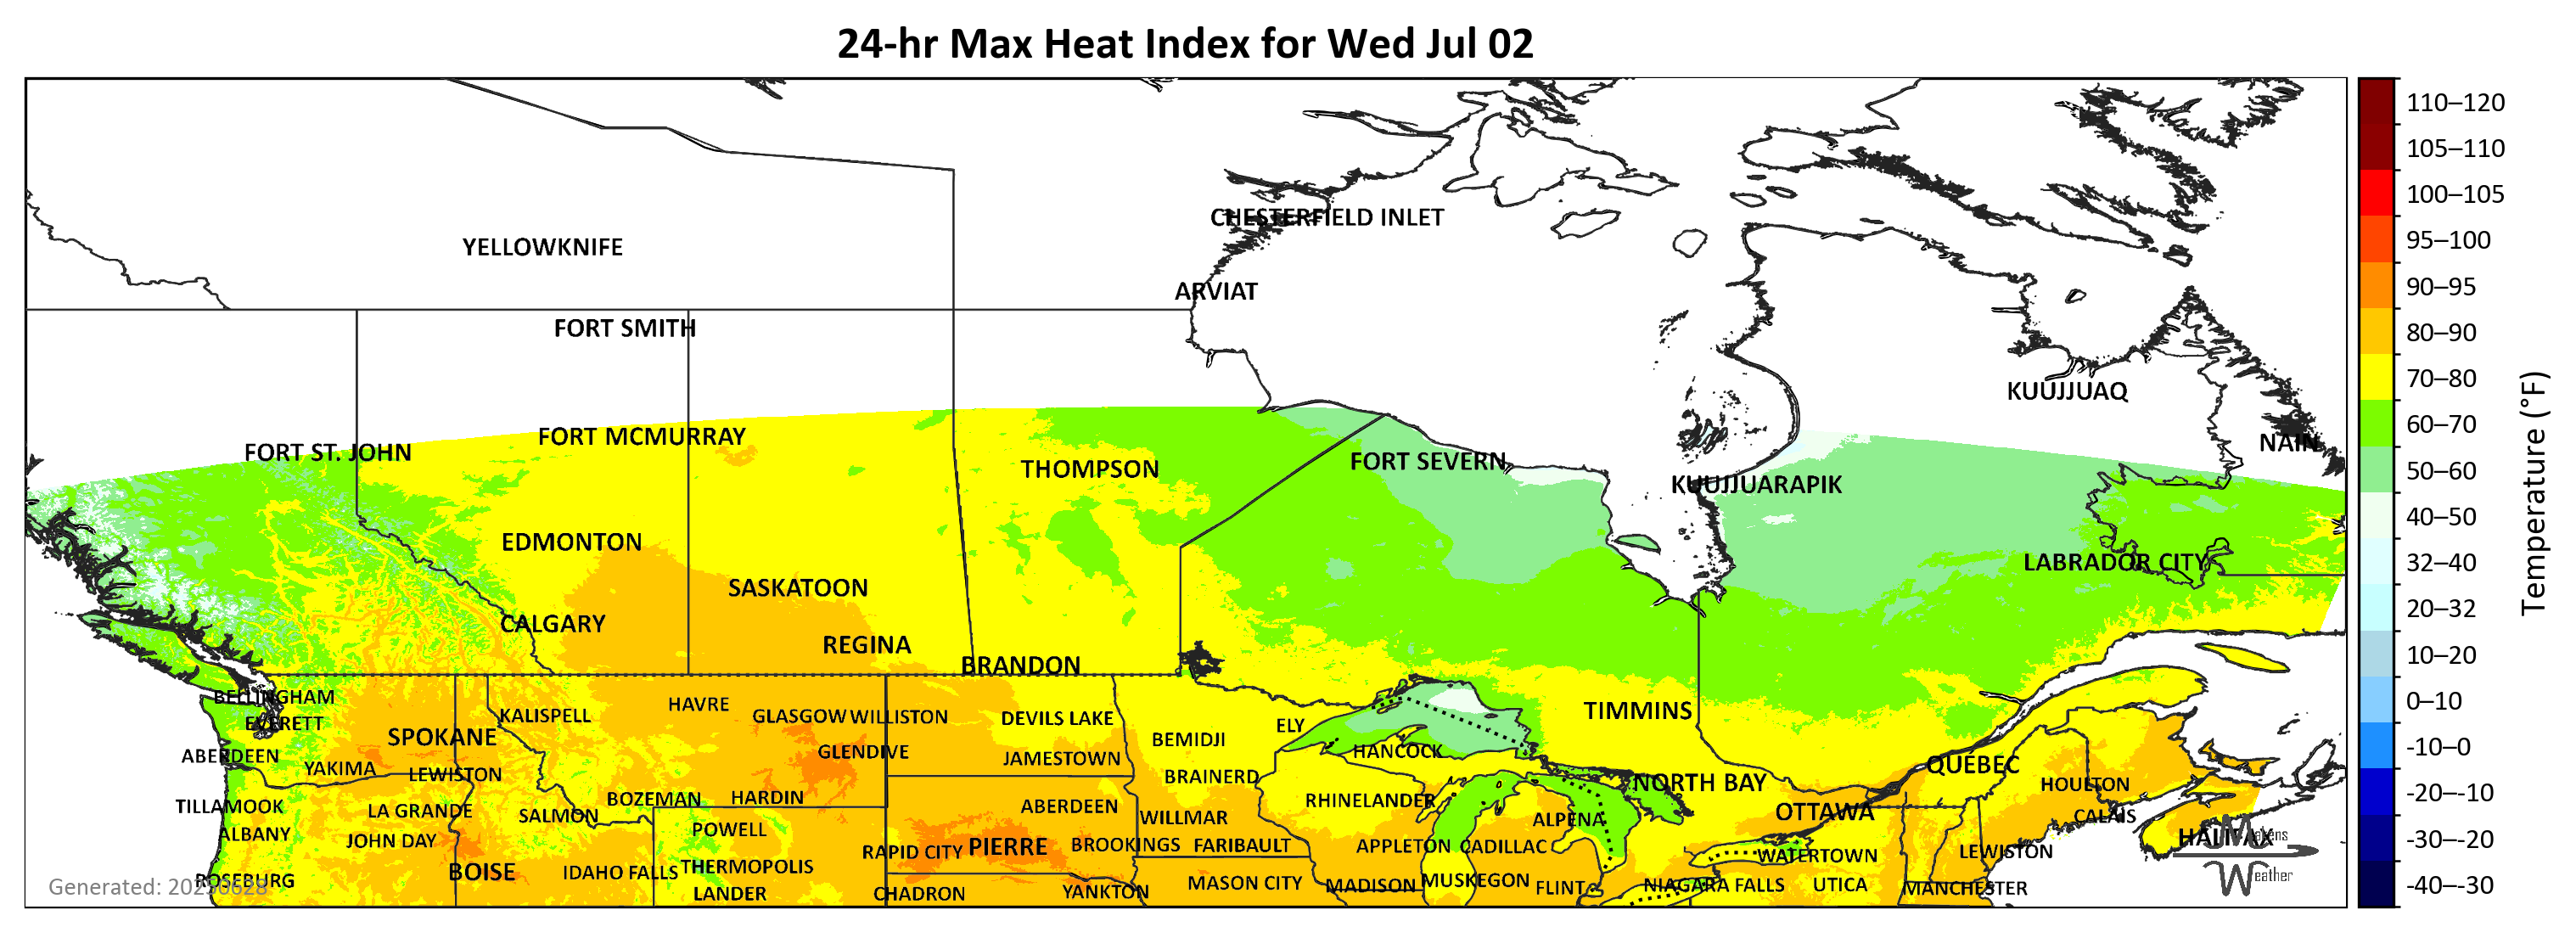 24-hr Max Heat Index for Wed Jul 02
110–120
105–110
100–105
95–100
90–95
80–90
70–80
60–70
50–60
40–50
32–40
20–32
10–20
0–10
-10–0
-20–-10
-30–-20
-40–-30
Temperature (°F)
CHESTERFIELD INLET
YELLOWKNIFE
ARVIAT
FORT SMITH
KUUJJUAQ
FORT MCMURRAY
NAIN
FORT ST. JOHN
FORT SEVERN
THOMPSON
KUUJJUARAPIK
EDMONTON
LABRADOR CITY
SASKATOON
CALGARY
REGINA
BRANDON
BELLINGHAM
HAVRE
TIMMINS
KALISPELL
GLASGOW
WILLISTON
DEVILS LAKE
EVERETT
ELY
SPOKANE
BEMIDJI
GLENDIVE
HANCOCK
ABERDEEN
JAMESTOWN
QUÉBEC
YAKIMA
LEWISTON
BRAINERD
NORTH BAY
HOULTON
BOZEMAN
HARDIN
RHINELANDER
TILLAMOOK
ABERDEEN
LA GRANDE
OTTAWA
SALMON
WILLMAR
CALAIS
ALPENA
POWELL
ALBANY
HALIFAX
JOHN DAY
PIERRE
BROOKINGS
FARIBAULT
APPLETON
CADILLAC
RAPID CITY
LEWISTON
WATERTOWN
THERMOPOLIS
BOISE
IDAHO FALLS
ROSEBURG
MUSKEGON
MASON CITY
MADISON
FLINT
NIAGARA FALLS
UTICA
MANCHESTER
LANDER
CHADRON
YANKTON
Generated: 20250628
Makens
Weather